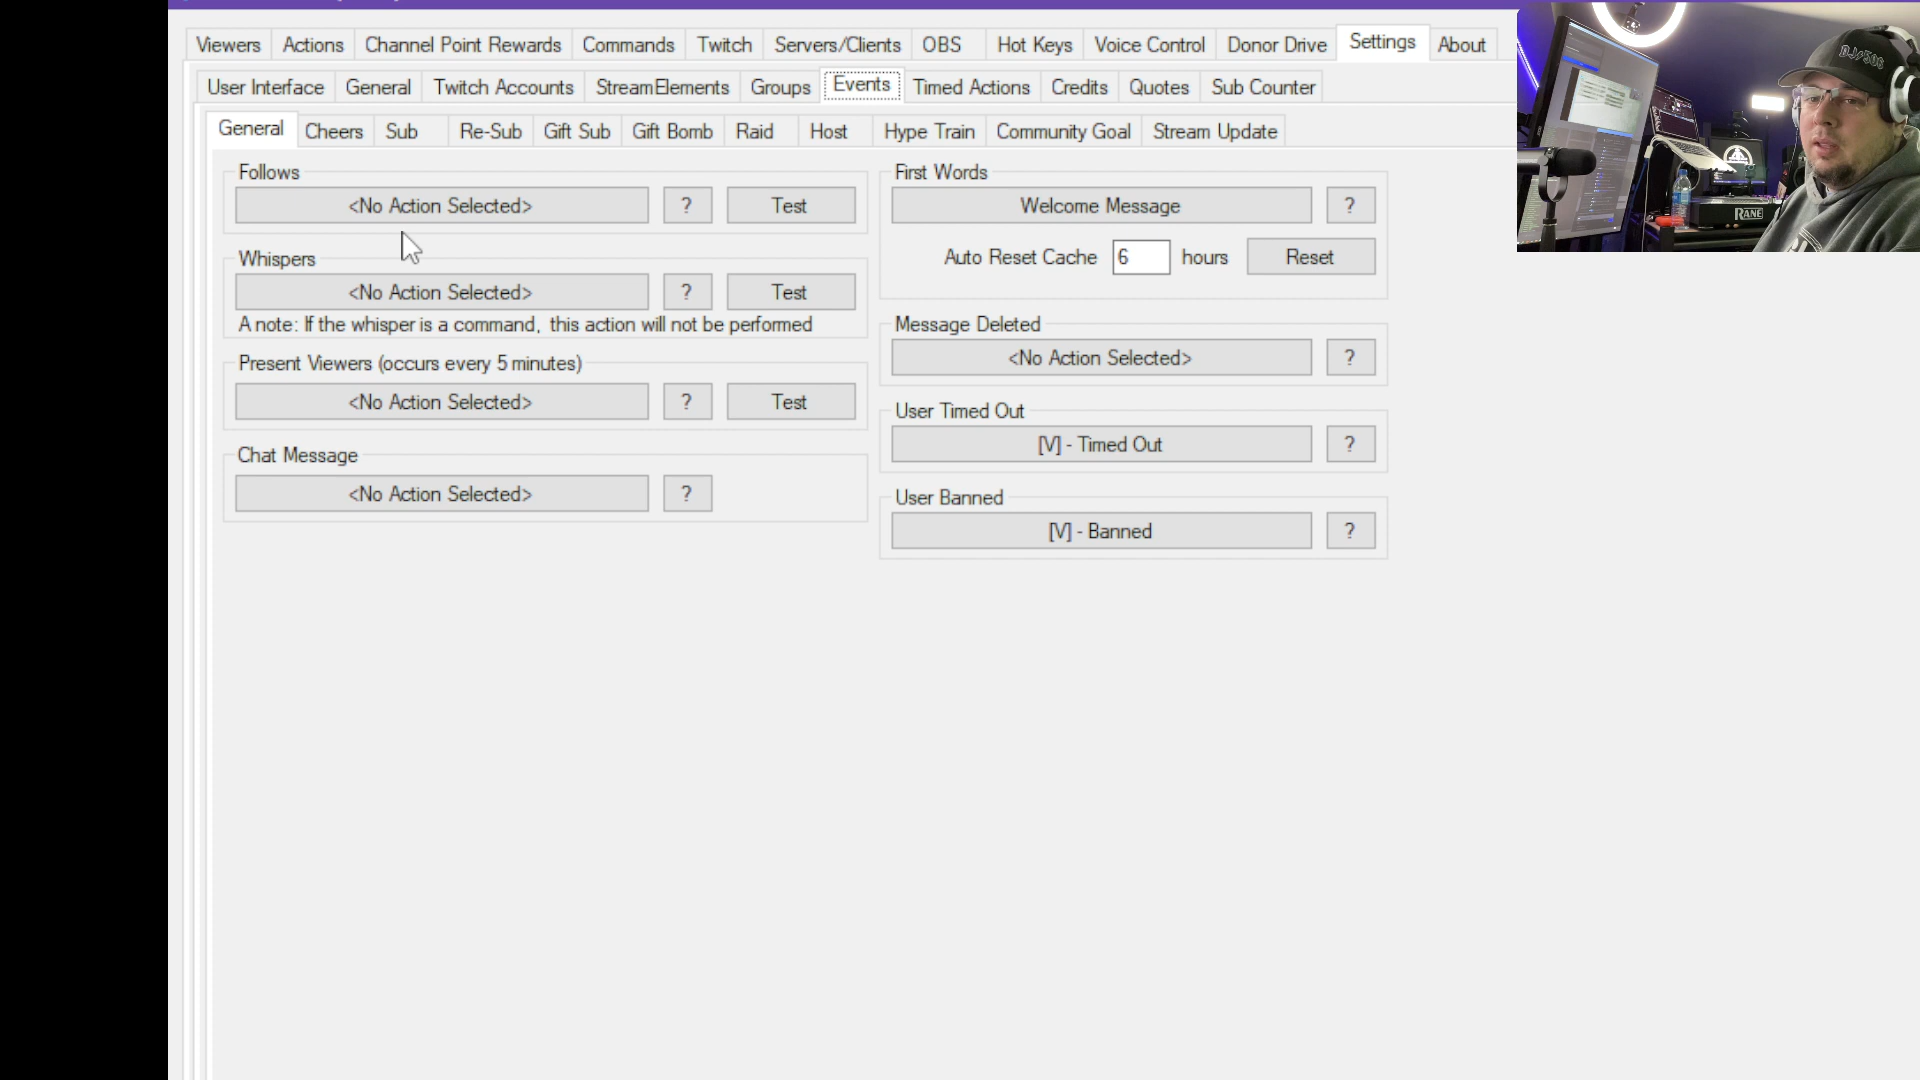 Viewers Actions Channel Point Rewards Commands Twitch Servers/Clients OBS Hot Keys Voice Control Donor Drive Settings About
User Interface General Twitch Accounts StreamElements Groups Events Timed Actions Credits Quotes Sub Counter
General Cheers Sub Re-Sub Gift Sub Gift Bomb Raid Host Hype Train Community Goal Stream Update
Follows
<No Action Selected> ? Test
Whispers
<No Action Selected> ? Test
A note: If the whisper is a command, this action will not be performed
Present Viewers (occurs every 5 minutes)
<No Action Selected> ? Test
Chat Message
<No Action Selected> ?
First Words
Welcome Message ?
Auto Reset Cache 6 hours Reset
Message Deleted
<No Action Selected> ?
User Timed Out
[V] - Timed Out ?
User Banned
[V] - Banned ?
RANE